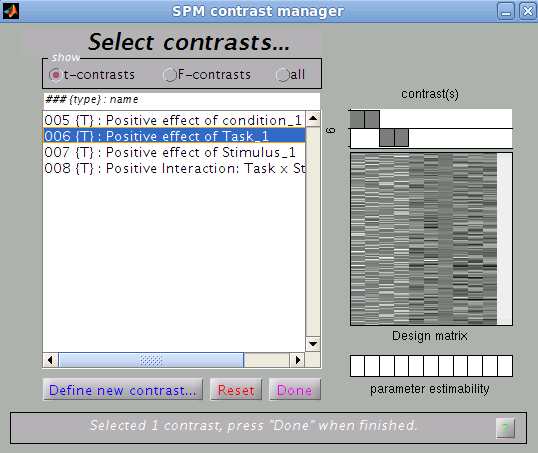 SPM contrast manager
Select contrasts...
show
t-contrasts F-contrasts all
### {type} : name
005 {T} : Positive effect of condition_1
006 {T} : Positive effect of Task_1
007 {T} : Positive effect of Stimulus_1
008 {T} : Positive Interaction: Task x St
contrast(s)
6
Design matrix
parameter estimability
Define new contrast... Reset Done
Selected 1 contrast, press "Done" when finished.
?